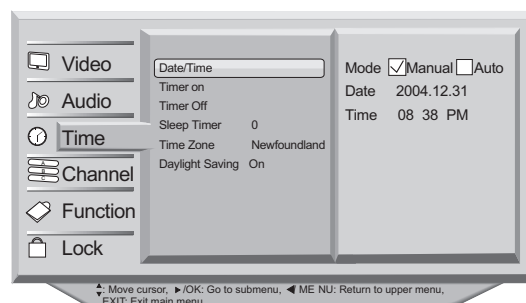 Video
Audio
Time
Channel
Function
Lock
Date/Time
Timer on
Timer Off
Sleep Timer 0
Time Zone Newfoundland
Daylight Saving On
Mode Manual Auto
Date 2004.12.31
Time 08 38 PM
: Move cursor, ►/OK: Go to submenu, ◄ ME NU: Return to upper menu,
EXIT: Exit main menu